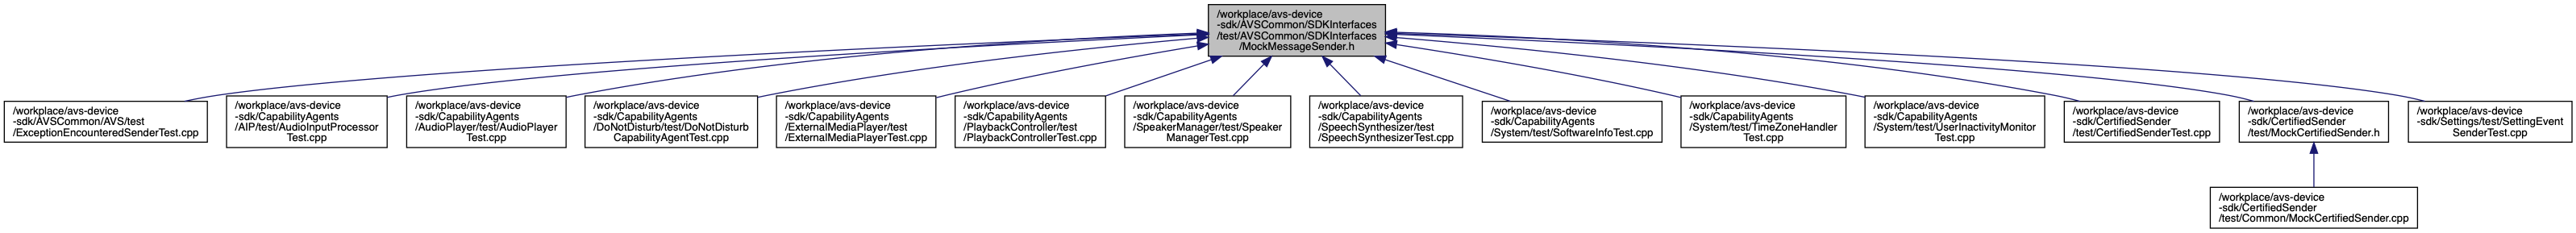 /workplace/avs-device
-sdk/AVSCommon/SDKInterfaces
/test/AVSCommon/SDKInterfaces
/MockMessageSender.h
/workplace/avs-device
-sdk/AVSCommon/AVS/test
/ExceptionEncounteredSenderTest.cpp
/workplace/avs-device
-sdk/CapabilityAgents
/AIP/test/AudioInputProcessor
Test.cpp
/workplace/avs-device
-sdk/CapabilityAgents
/AudioPlayer/test/AudioPlayer
Test.cpp
/workplace/avs-device
-sdk/CapabilityAgents
/DoNotDisturb/test/DoNotDisturb
CapabilityAgentTest.cpp
/workplace/avs-device
-sdk/CapabilityAgents
/ExternalMediaPlayer/test
/ExternalMediaPlayerTest.cpp
/workplace/avs-device
-sdk/CapabilityAgents
/PlaybackController/test
/PlaybackControllerTest.cpp
/workplace/avs-device
-sdk/CapabilityAgents
/SpeakerManager/test/Speaker
ManagerTest.cpp
/workplace/avs-device
-sdk/CapabilityAgents
/SpeechSynthesizer/test
/SpeechSynthesizerTest.cpp
/workplace/avs-device
-sdk/CapabilityAgents
/System/test/SoftwareInfoTest.cpp
/workplace/avs-device
-sdk/CapabilityAgents
/System/test/TimeZoneHandler
Test.cpp
/workplace/avs-device
-sdk/CapabilityAgents
/System/test/UserInactivityMonitor
Test.cpp
/workplace/avs-device
-sdk/CertifiedSender
/test/CertifiedSenderTest.cpp
/workplace/avs-device
-sdk/CertifiedSender
/test/MockCertifiedSender.h
/workplace/avs-device
-sdk/Settings/test/SettingEvent
SenderTest.cpp
/workplace/avs-device
-sdk/CertifiedSender
/test/Common/MockCertifiedSender.cpp